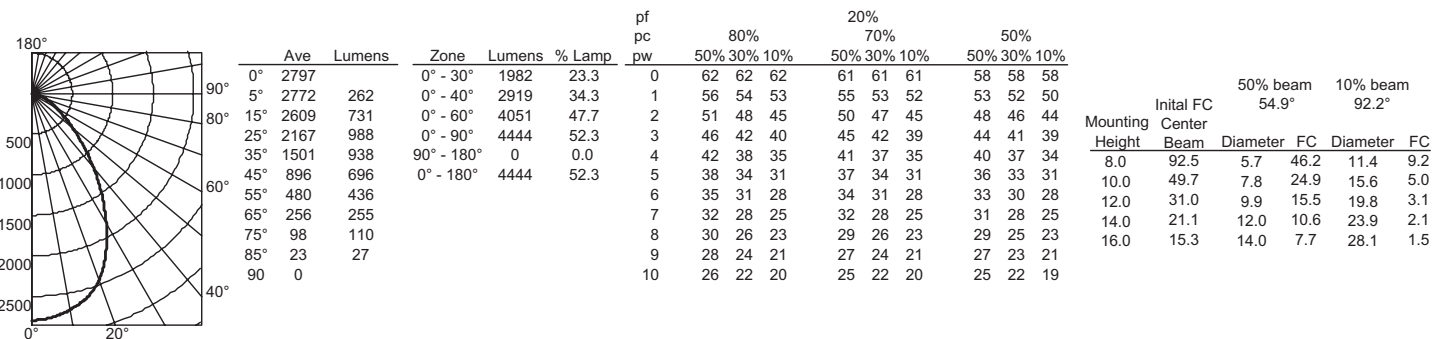 180°
90°
80°
60°
40°
20°
0°
500
1000
1500
2000
2500
Ave Lumens
0° 2797
5° 2772 262
15° 2609 731
25° 2167 988
35° 1501 938
45° 896 696
55° 480 436
65° 256 255
75° 98 110
85° 23 27
90 0
Zone Lumens % Lamp
0° - 30° 1982 23.3
0° - 40° 2919 34.3
0° - 60° 4051 47.7
0° - 90° 4444 52.3
90° - 180° 0 0.0
0° - 180° 4444 52.3
pf 20%
pc 80% 70% 50%
pw 50% 30% 10% 50% 30% 10% 50% 30% 10%
0 62 62 62 61 61 61 58 58 58
1 56 54 53 55 53 52 53 52 50
2 51 48 45 50 47 45 48 46 44
3 46 42 40 45 42 39 44 41 39
4 42 38 35 41 37 35 40 37 34
5 38 34 31 37 34 31 36 33 31
6 35 31 28 34 31 28 33 30 28
7 32 28 25 32 28 25 31 28 25
8 30 26 23 29 26 23 29 25 23
9 28 24 21 27 24 21 27 23 21
10 26 22 20 25 22 20 25 22 19
50% beam 10% beam
54.9° 92.2°
Mounting Height Inital FC Center Beam Diameter FC Diameter FC
8.0 92.5 5.7 46.2 11.4 9.2
10.0 49.7 7.8 24.9 15.6 5.0
12.0 31.0 9.9 15.5 19.8 3.1
14.0 21.1 12.0 10.6 23.9 2.1
16.0 15.3 14.0 7.7 28.1 1.5